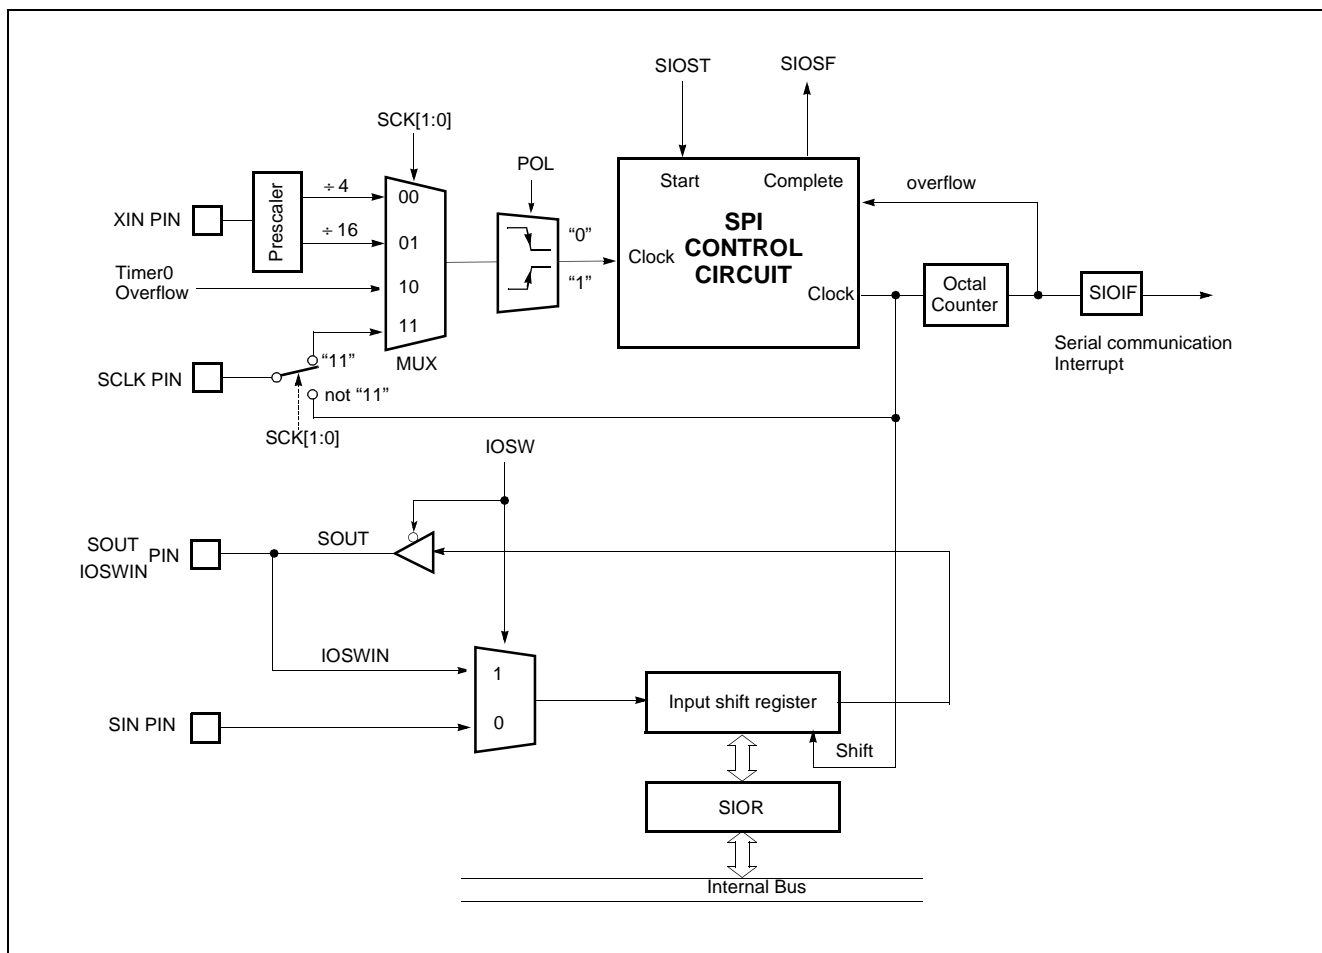 SIOST
SIOSF
SCK[1:0]
POL
÷ 4
00
Start
Complete
overflow
XIN PIN
Prescaler
÷ 16
01
"0"
SPI
CONTROL
CIRCUIT
Clock
"1"
Timer0
Overflow
10
Clock
Octal
Counter
SIOIF
11
MUX
Serial communication
Interrupt
SCLK PIN
"11"
not "11"
SCK[1:0]
IOSW
SOUT
IOSWIN
PIN
SOUT
IOSWIN
1
0
SIN PIN
Input shift register
Shift
SIOR
Internal Bus